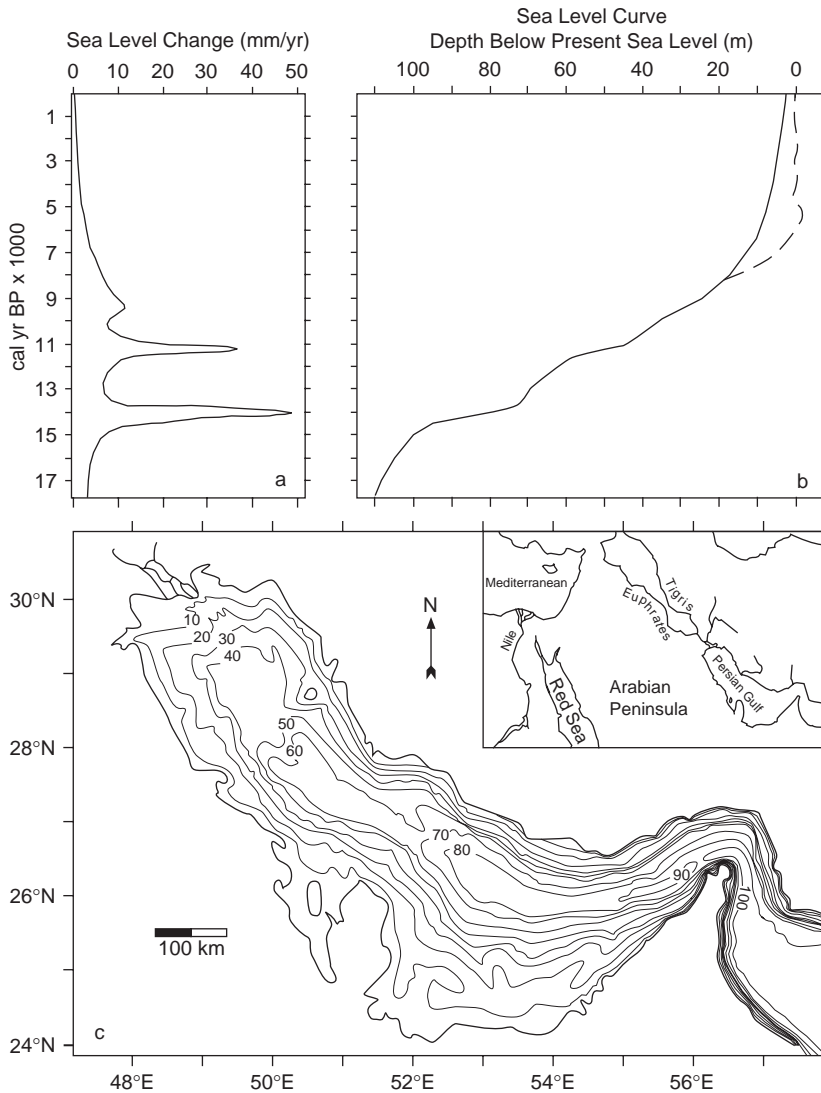 Sea Level Change (mm/yr)
0 10 20 30 40 50
Sea Level Curve
Depth Below Present Sea Level (m)
100 80 60 40 20 0
cal yr BP x 1000
1
3
5
7
9
11
13
15
17
a
b
30°N
28°N
26°N
24°N
10
20
30
40
50
60
70
80
90
100
N
100 km
c
Mediterranean
Nile
Red Sea
Euphrates
Tigris
Arabian
Peninsula
Persian Gulf
48°E 50°E 52°E 54°E 56°E